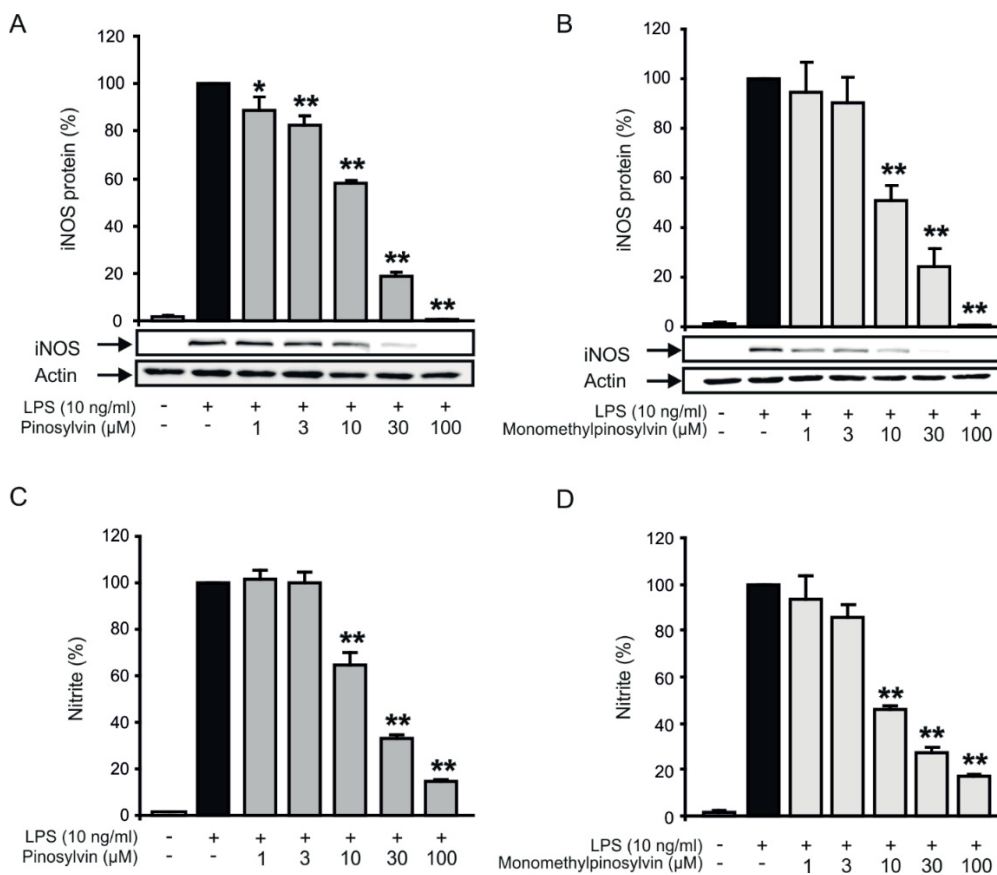 A
120
100
80
60
40
20
0
iNOS protein (%)
*
**
**
**
**
iNOS
Actin
LPS (10 ng/ml) - + + + + + +
Pinosylvin (µM) - - 1 3 10 30 100
B
120
100
80
60
40
20
0
iNOS protein (%)
**
**
**
iNOS
Actin
LPS (10 ng/ml) - + + + + + +
Monomethylpinosylvin (µM) - - 1 3 10 30 100
C
120
100
80
60
40
20
0
Nitrite (%)
**
**
**
LPS (10 ng/ml) - + + + + + +
Pinosylvin (µM) - - 1 3 10 30 100
D
120
100
80
60
40
20
0
Nitrite (%)
**
**
**
LPS (10 ng/ml) - + + + + + +
Monomethylpinosylvin (µM) - - 1 3 10 30 100